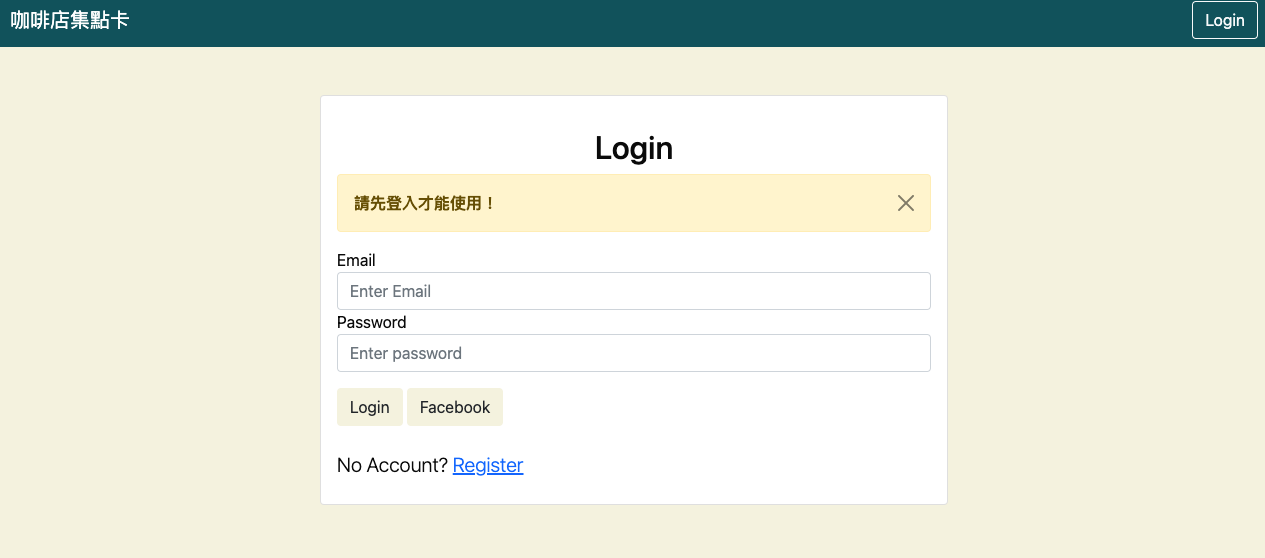 咖啡店集點卡
Login
Login
請先登入才能使用！
Email
Enter Email
Password
Enter password
Login Facebook
No Account? Register